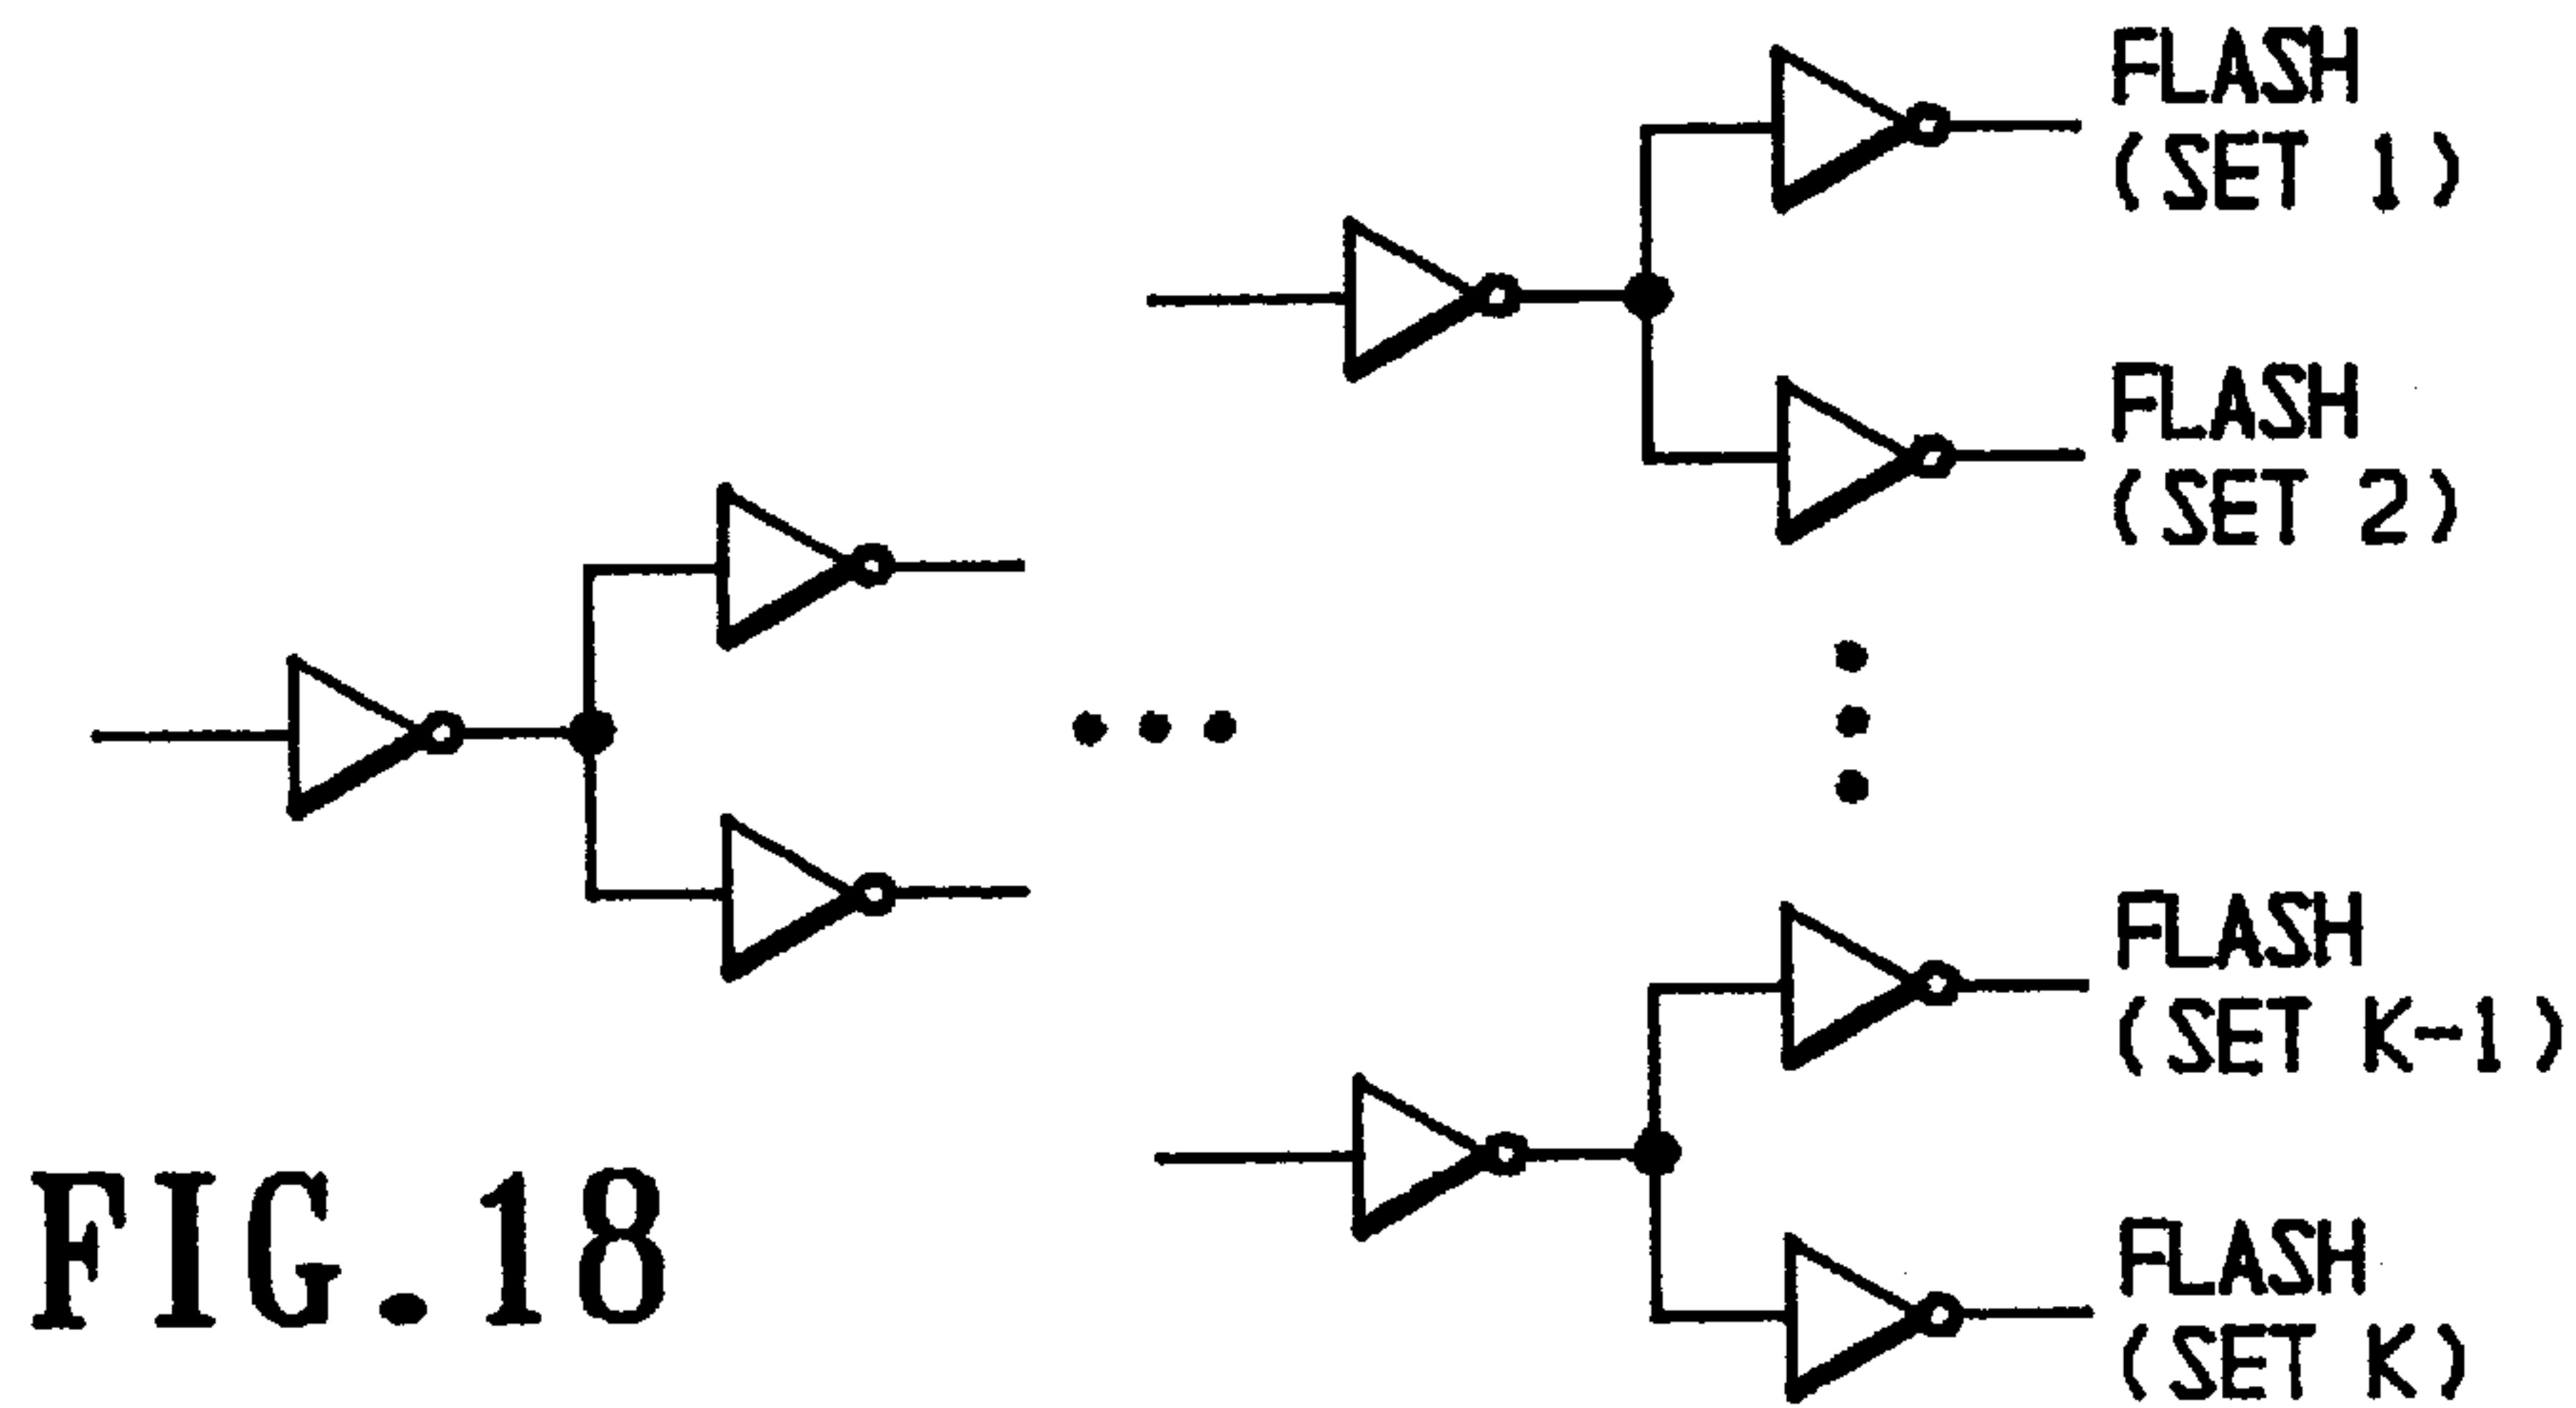 FLASH
(SET 1)
FLASH
(SET 2)
FLASH
(SET K-1)
FLASH
(SET K)
FIG.18